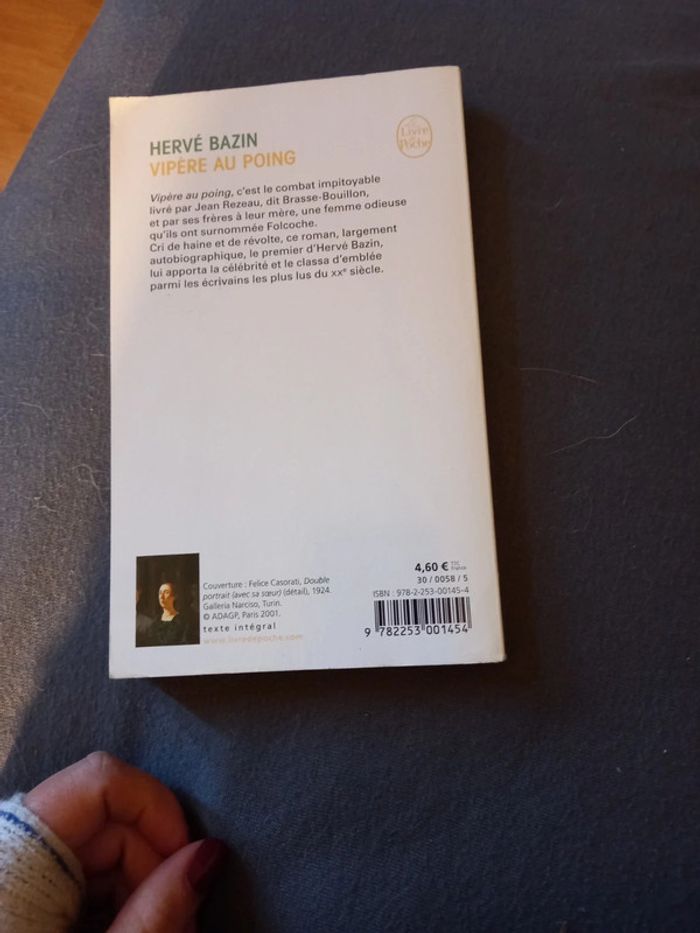 HERVÉ BAZIN
VIPÈRE AU POING
Le Livre de Poche
Vipère au poing, c'est le combat impitoyable
livré par Jean Rezeau, dit Brasse-Bouillon,
et par ses frères à leur mère, une femme odieuse
qu'ils ont surnommée Folcoche.
Cri de haine et de révolte, ce roman, largement
autobiographique, le premier d'Hervé Bazin,
lui apporta la célébrité et le classa d'emblée
parmi les écrivains les plus lus du XXe siècle.
Couverture : Felice Casorati, Double
portrait (avec sa sœur) (détail), 1924.
Galleria Narciso, Turin.
© ADAGP, Paris 2001.
texte intégral
www.livredepoche.com
4,60 € TTC France
30 / 0058 / 5
ISBN : 978-2-253-00145-4
9 782253 001454